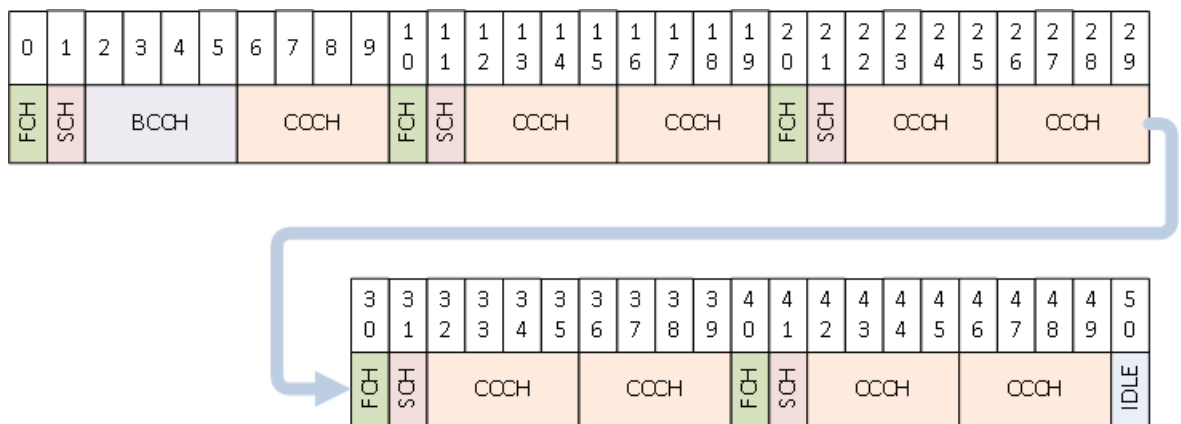 0 1 2 3 4 5 6 7 8 9 10 11 12 13 14 15 16 17 18 19 20 21 22 23 24 25 26 27 28 29
FCH SCH BCCH CCCH FCH SCH CCCH CCCH FCH SCH CCCH CCCH
30 31 32 33 34 35 36 37 38 39 40 41 42 43 44 45 46 47 48 49 50
FCH SCH CCCH CCCH FCH SCH CCCH CCCH IDLE